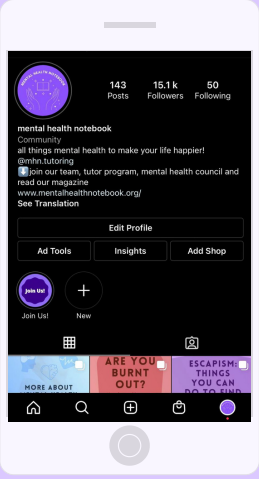 MENTAL HEALTH NOTEBOOK
143 15.1 k 50
Posts Followers Following
mental health notebook
Community
all things mental health to make your life happier!
@mhn.tutoring
⬇️join our team, tutor program, mental health council and
read our magazine
www.mentalhealthnotebook.org/
See Translation
Edit Profile
Ad Tools Insights Add Shop
Join Us!
Join Us! New
MORE ABOUT
ARE YOU
BURNT
OUT?
ESCAPISM:
THINGS
YOU CAN
DO TO FIND